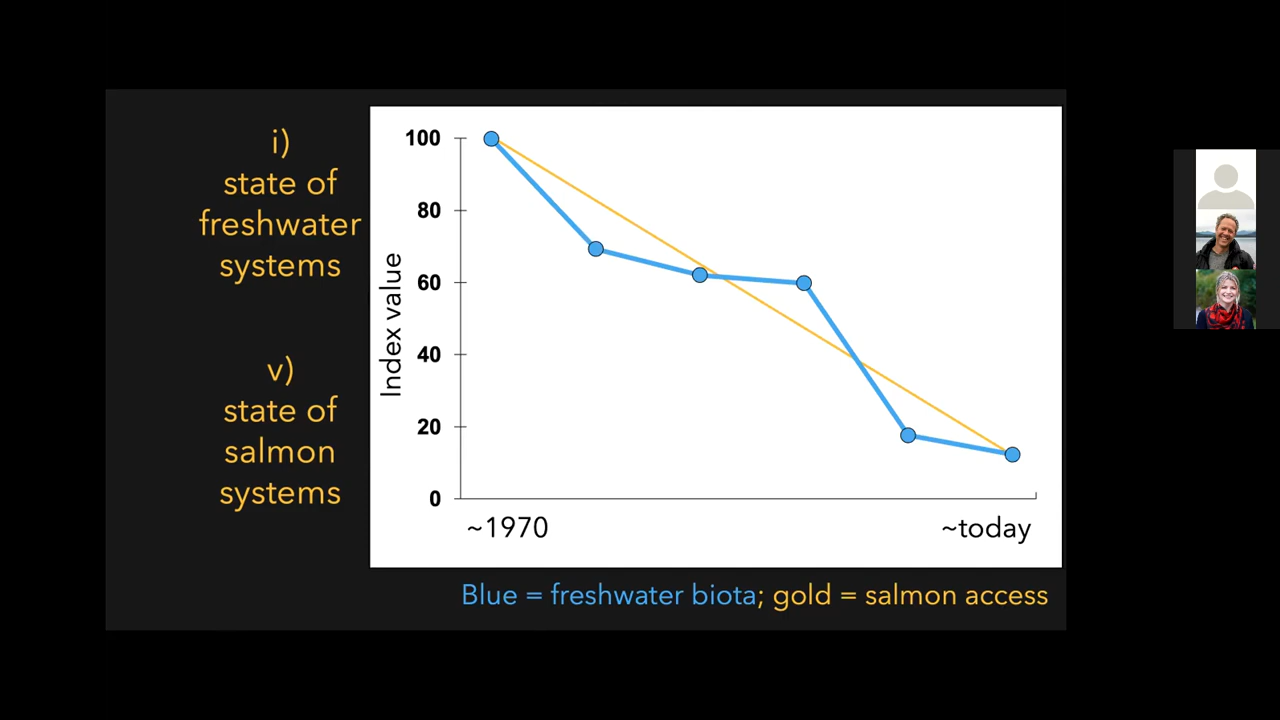 i)
state of
freshwater
systems
v)
state of
salmon
systems
Index value
100
80
60
40
20
0
~1970
~today
Blue = freshwater biota; gold = salmon access